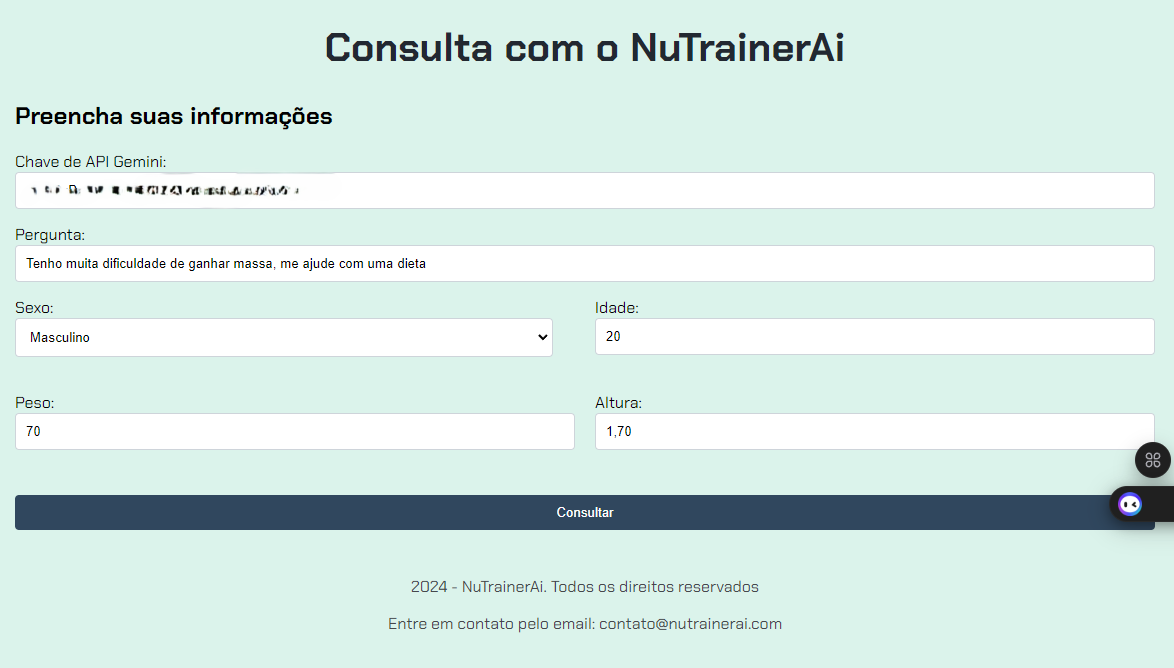 Consulta com o NuTrainerAi
Preencha suas informações
Chave de API Gemini:
Pergunta:
Tenho muita dificuldade de ganhar massa, me ajude com uma dieta
Sexo:
Idade:
Masculino
20
Peso:
Altura:
70
1,70
Consultar
2024 - NuTrainerAi. Todos os direitos reservados
Entre em contato pelo email: contato@nutrainerai.com